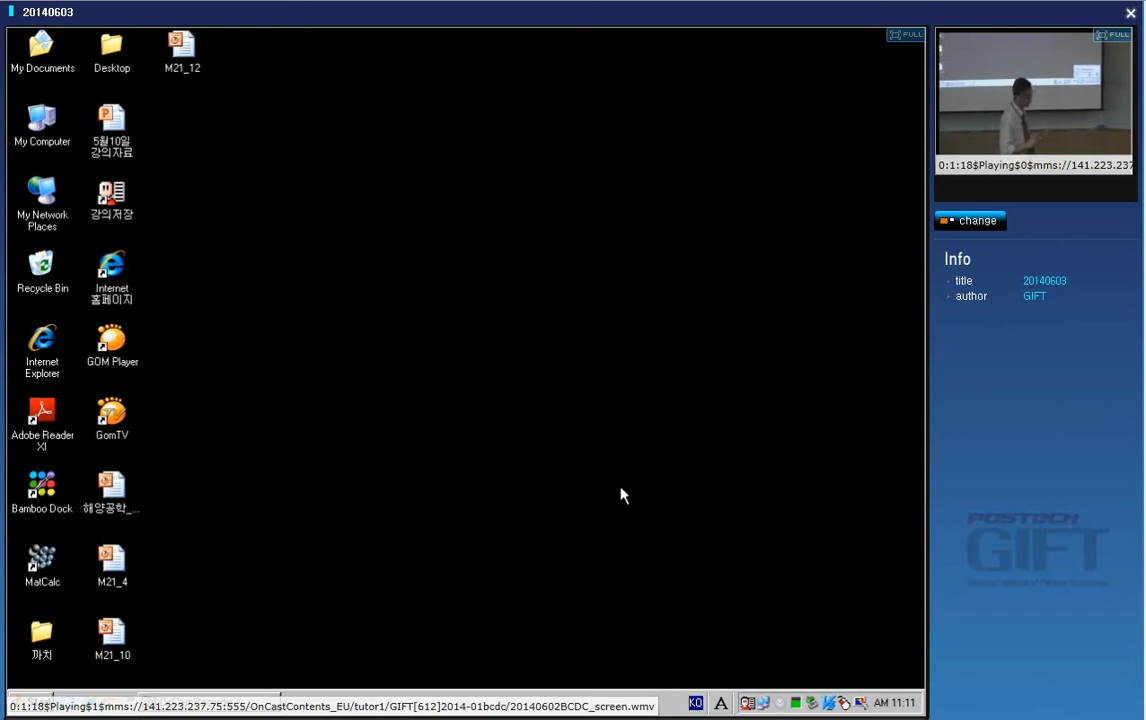 20140603
My Documents
Desktop
M21_12
FULL
FULL
My Computer
5월10일
강의자료
0:1:18$Playing$0$mms://141.223.237
My Network
Places
강의저장
change
Info
title 20140603
author GIFT
Recycle Bin
Internet
홈페이지
Internet
Explorer
GOM Player
Adobe Reader
XI
GomTV
Bamboo Dock
해양공학_...
POSTECH
GIFT
MatCalc
M21_4
까치
M21_10
0:1:18$Playing$1$mms://141.223.237.75:555/OnCastContents_EU/tutor1/GIFT[612]2014-01bcdc/20140602BCDC_screen.wmv
KO
A
AM 11:11